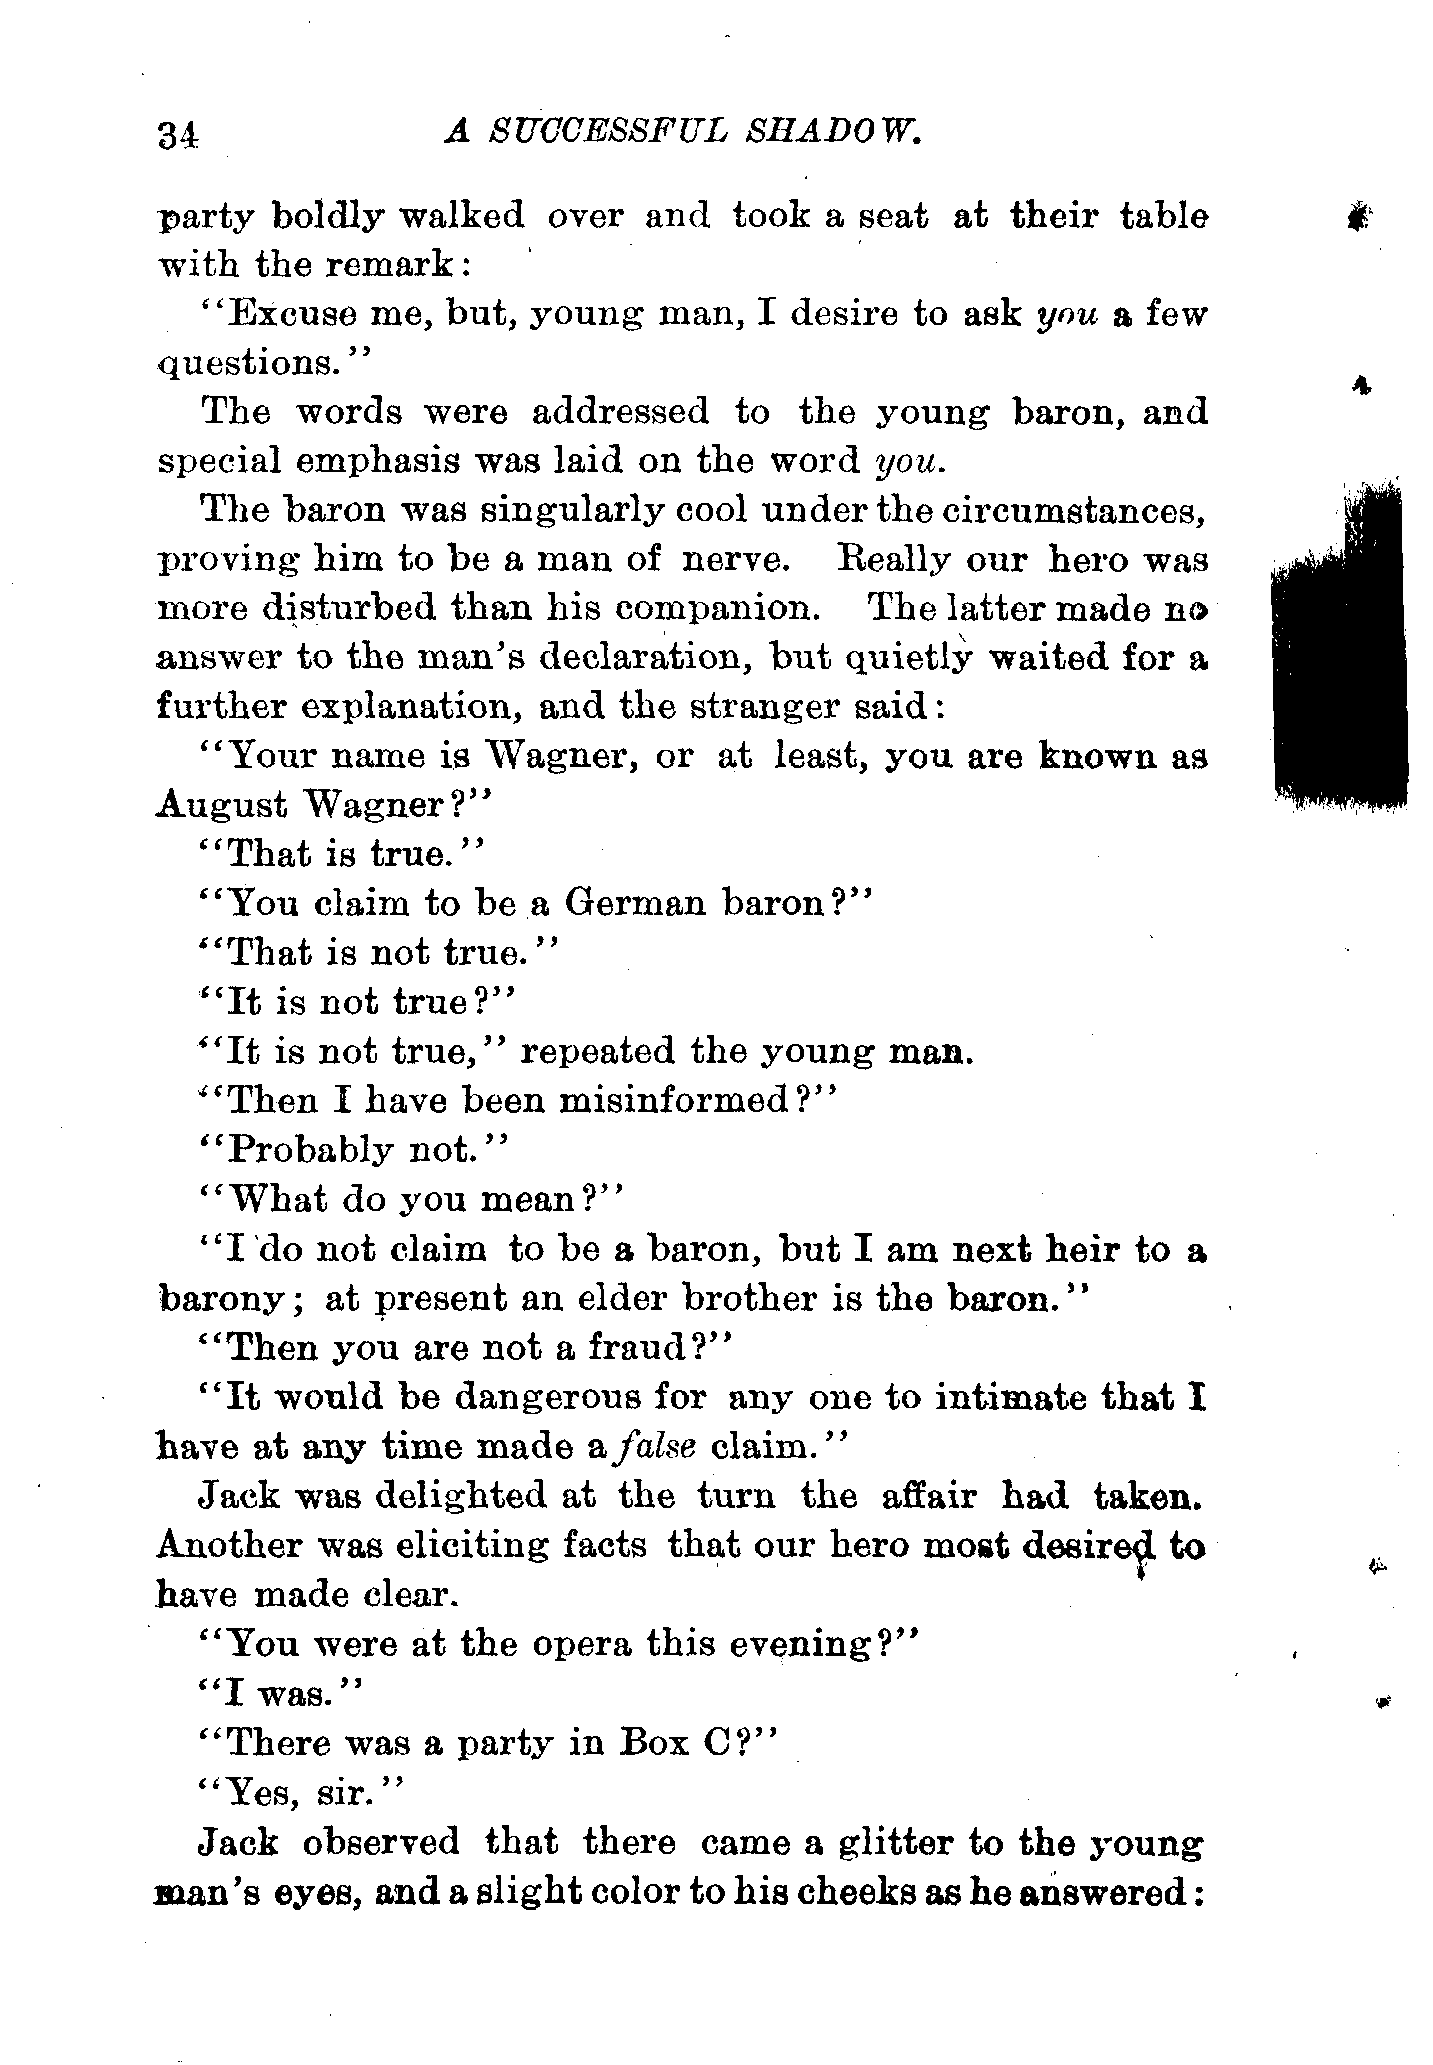 34 A SUCCESSFUL SHADOW.
party boldly walked over and took a seat at their table
with the remark:
"Excuse me, but, young man, I desire to ask you a few
questions."
The words were addressed to the young baron, and
special emphasis was laid on the word you.
The baron was singularly cool under the circumstances,
proving him to be a man of nerve. Really our hero was
more disturbed than his companion. The latter made no
answer to the man's declaration, but quietly waited for a
further explanation, and the stranger said:
"Your name is Wagner, or at least, you are known as
August Wagner?"
"That is true."
"You claim to be a German baron?"
"That is not true."
"It is not true?"
"It is not true," repeated the young man.
"Then I have been misinformed?"
"Probably not."
"What do you mean?"
"I do not claim to be a baron, but I am next heir to a
barony; at present an elder brother is the baron."
"Then you are not a fraud?"
"It would be dangerous for any one to intimate that I
have at any time made a false claim."
Jack was delighted at the turn the affair had taken.
Another was eliciting facts that our hero most desired to
have made clear.
"You were at the opera this evening?"
"I was."
"There was a party in Box C?"
"Yes, sir."
Jack observed that there came a glitter to the young
man's eyes, and a slight color to his cheeks as he answered: